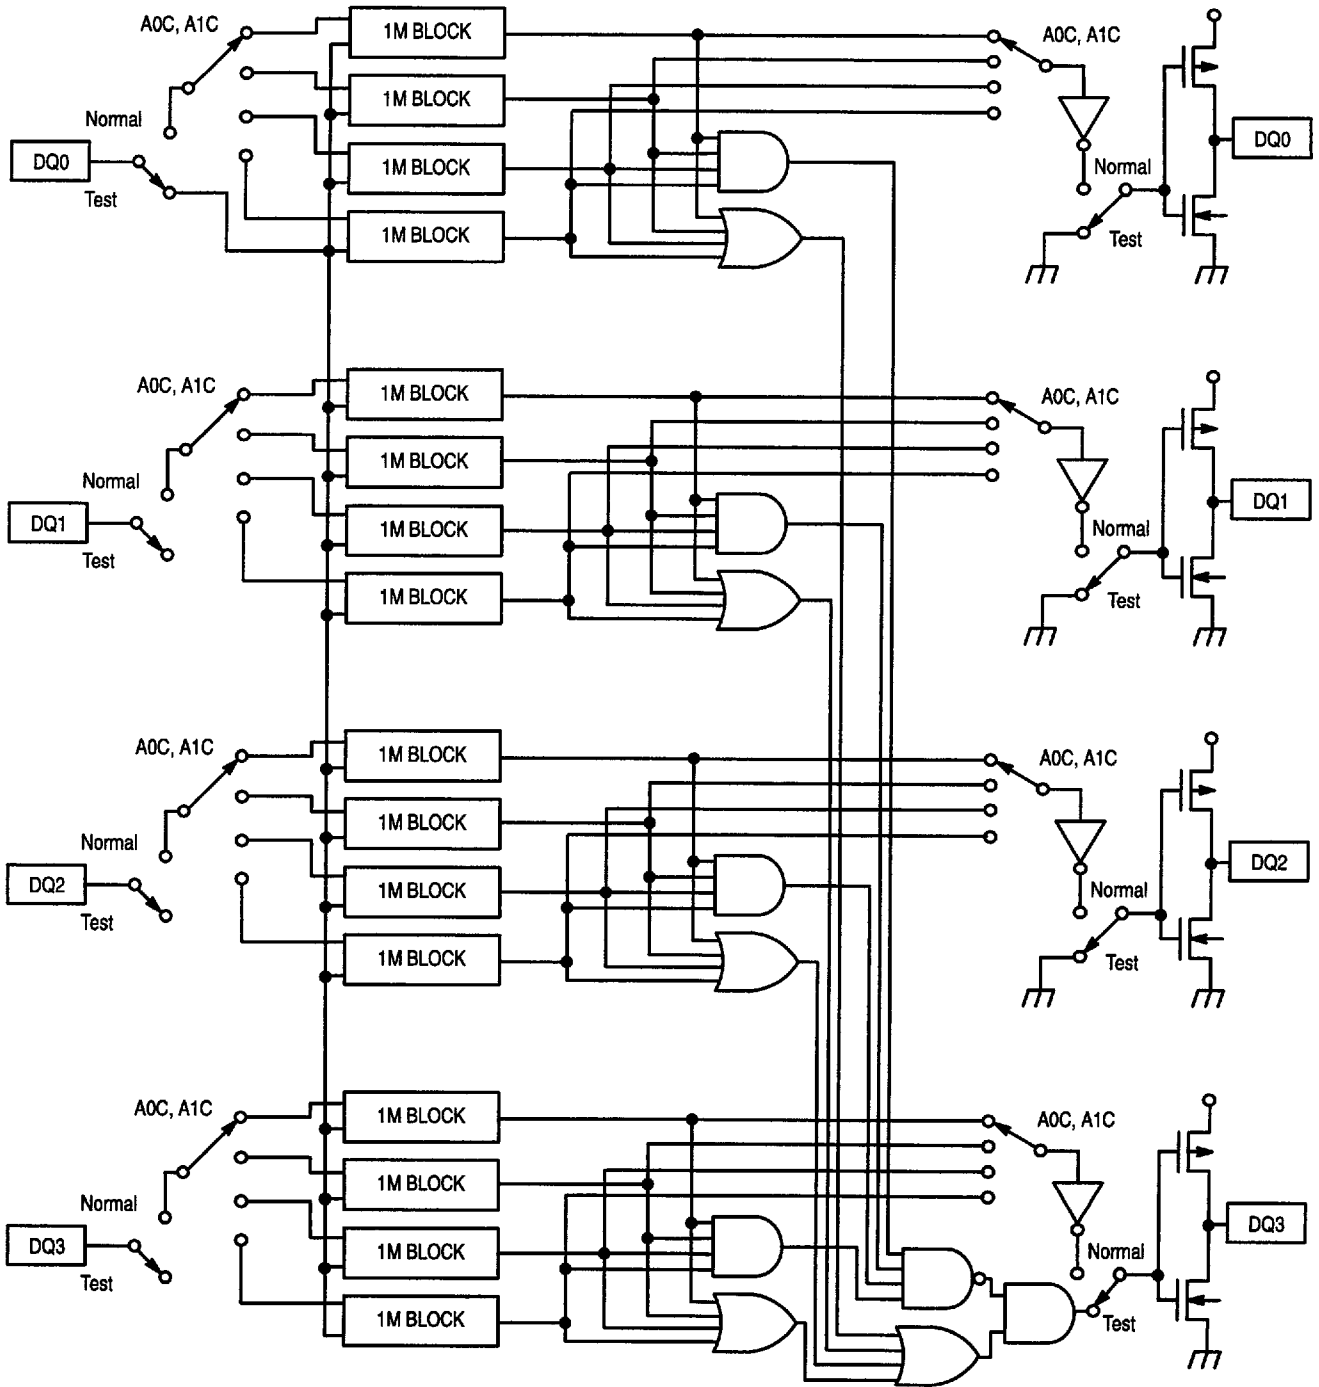 A0C, A1C
1M BLOCK
A0C, A1C
1M BLOCK
Normal
DQ0
DQ0
1M BLOCK
Normal
Test
1M BLOCK
Test
A0C, A1C
1M BLOCK
A0C, A1C
1M BLOCK
Normal
DQ1
DQ1
1M BLOCK
Normal
Test
1M BLOCK
Test
A0C, A1C
1M BLOCK
A0C, A1C
1M BLOCK
Normal
DQ2
DQ2
1M BLOCK
Normal
Test
1M BLOCK
Test
A0C, A1C
1M BLOCK
A0C, A1C
1M BLOCK
Normal
DQ3
DQ3
1M BLOCK
Normal
Test
1M BLOCK
Test